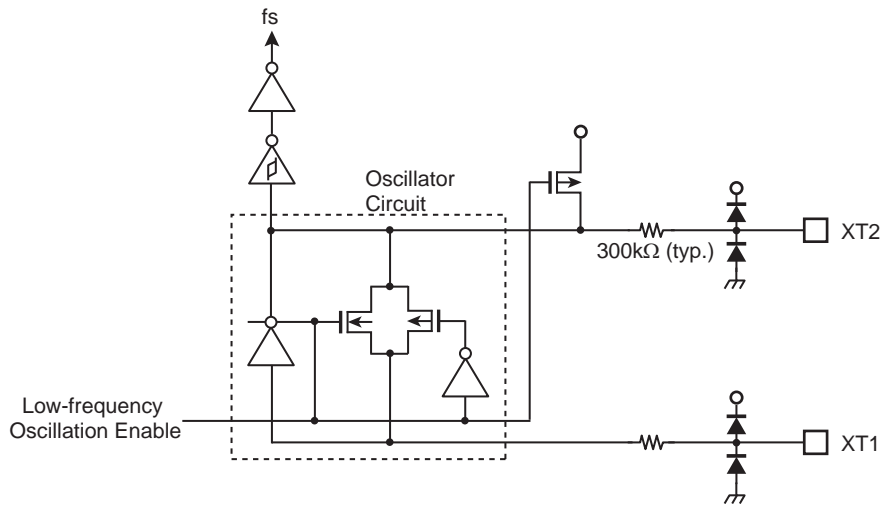 fs
Oscillator
Circuit
300kΩ (typ.)
XT2
Low-frequency
Oscillation Enable
XT1